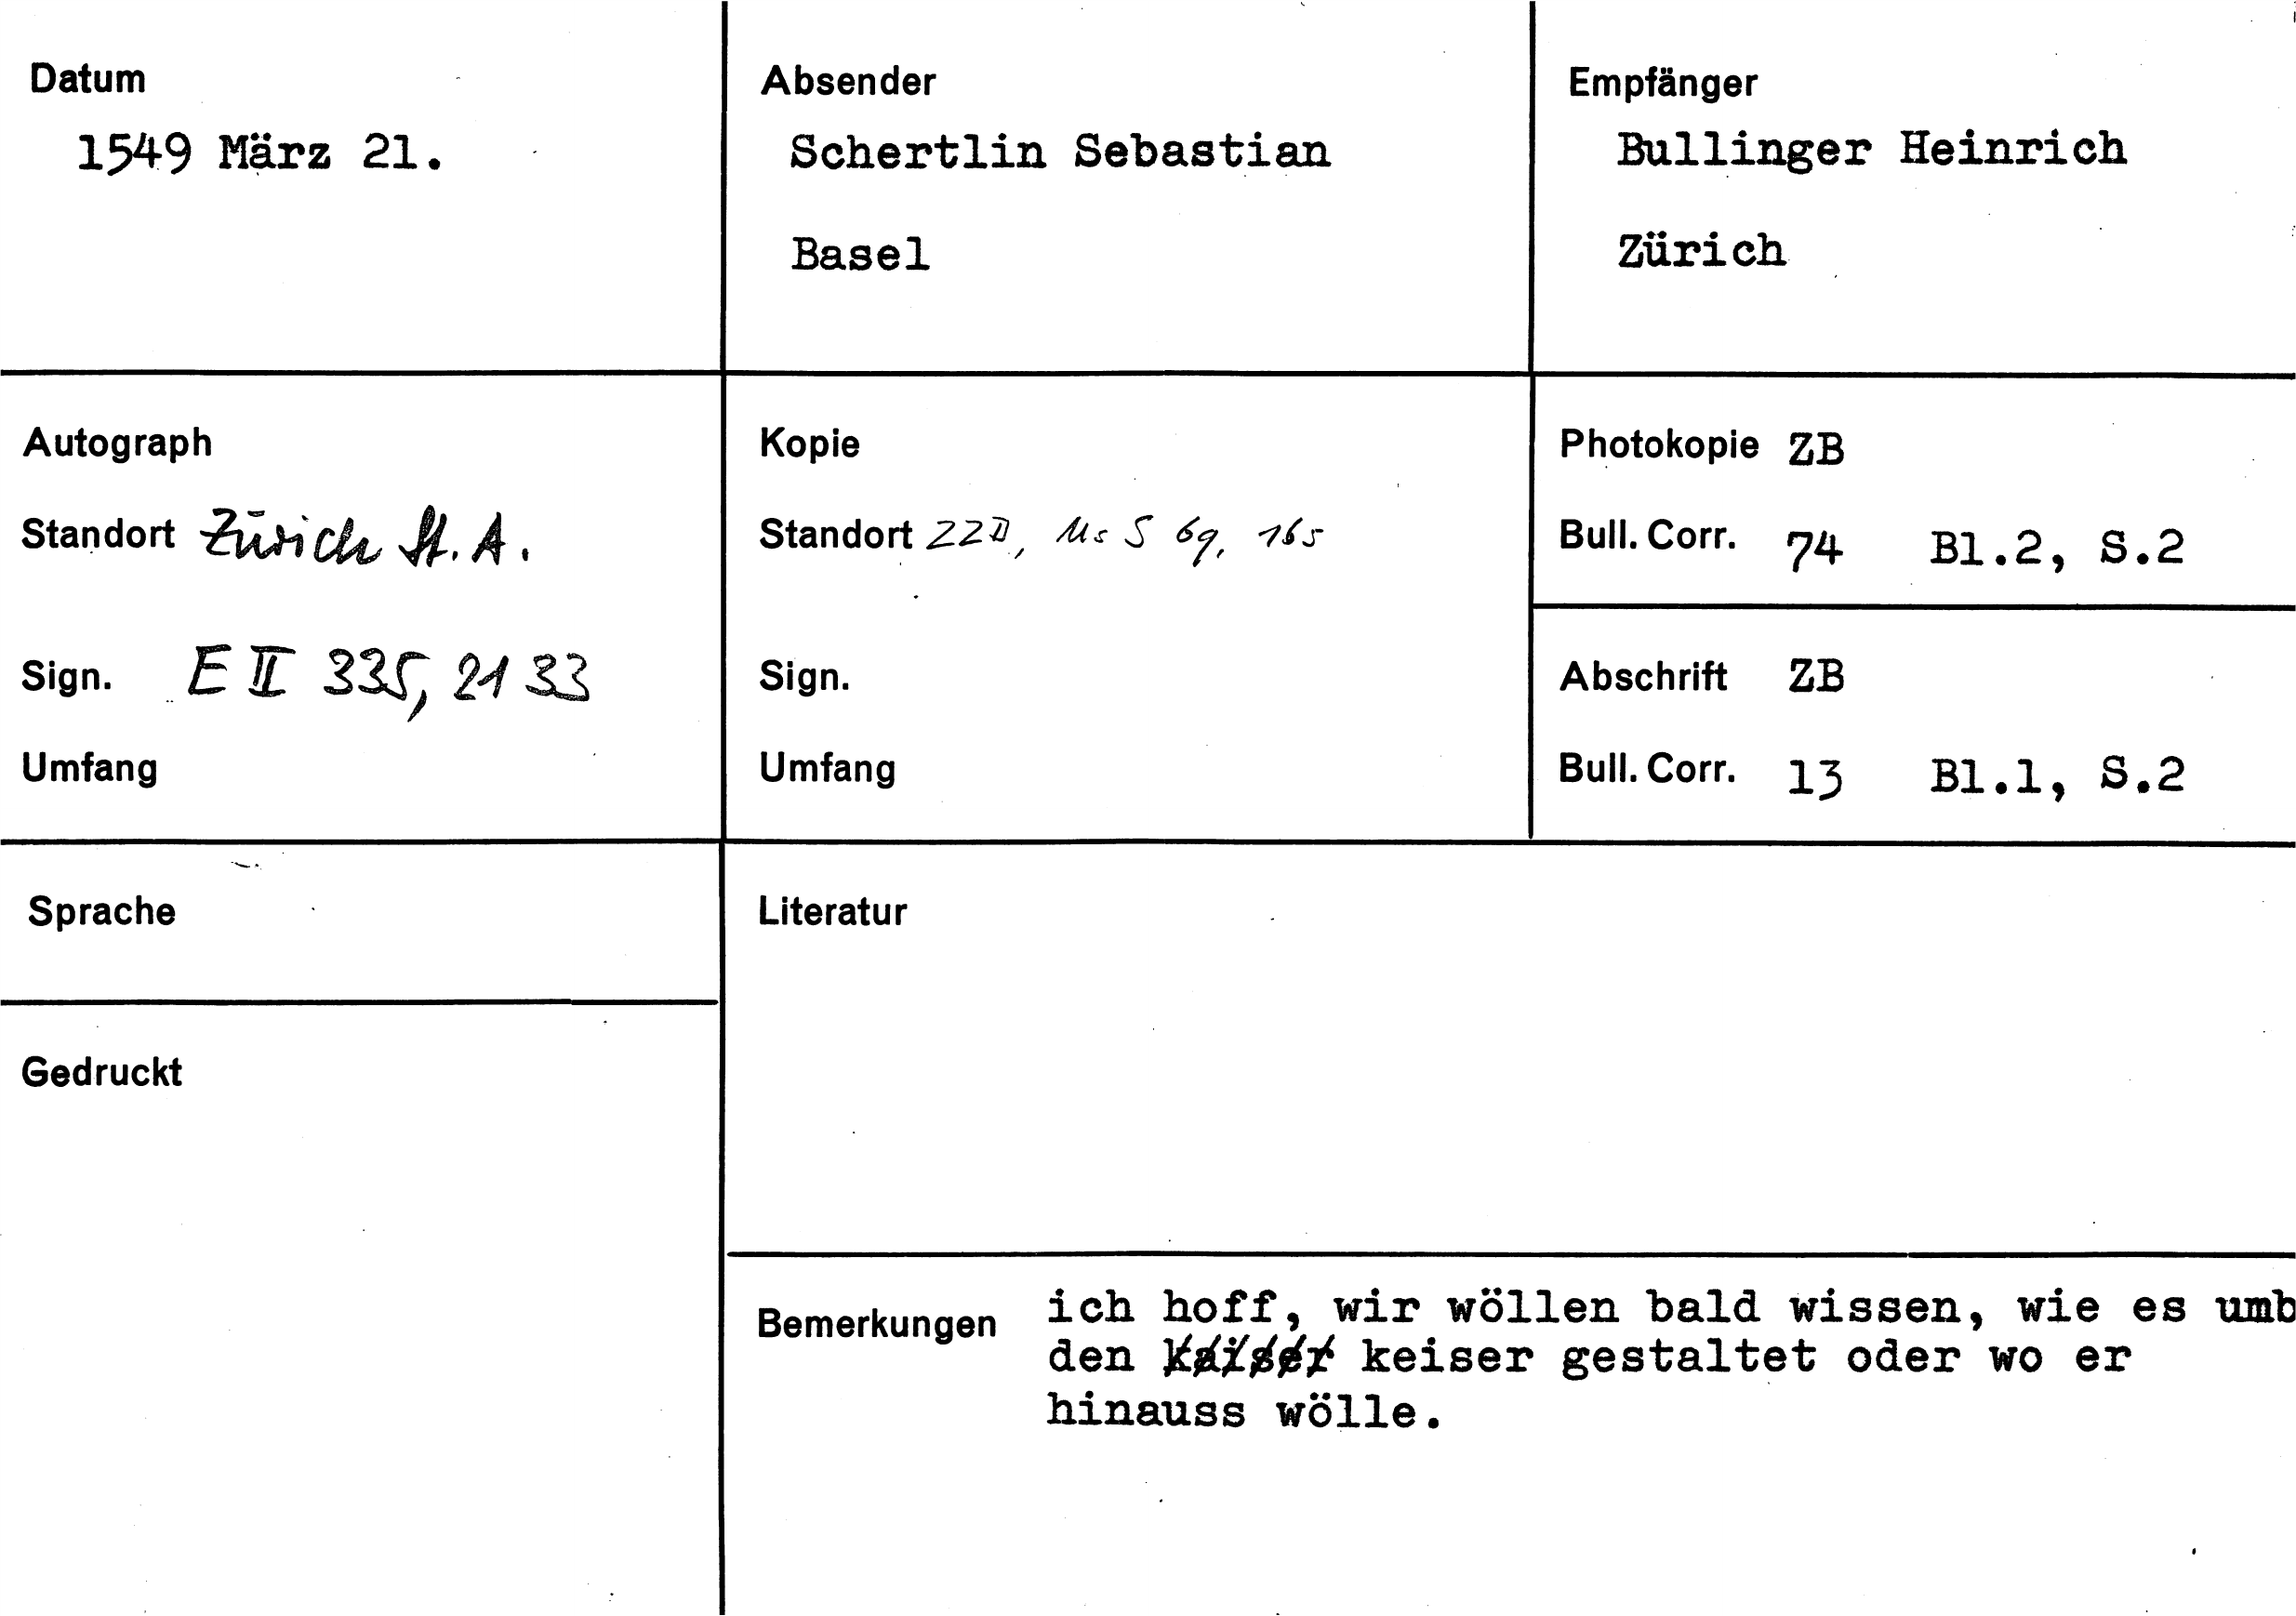 Datum
1549 März 21.
Absender
Schertlin Sebastian
Basel
Empfänger
Bullinger Heinrich
Zürich
Autograph
Standort Zürich St. A.
Sign. E II 335, 2133
Umfang
Kopie
Standort ZZB, Ms S 69, 165
Sign.
Umfang
Photokopie ZB
Bull. Corr. 74 Bl.2, S.2
Abschrift ZB
Bull. Corr. 13 Bl.1, S.2
Sprache
Literatur
Gedruckt
Bemerkungen ich hoff, wir wöllen bald wissen, wie es umb
den kaiser keiser gestaltet oder wo er
hinauss wölle.